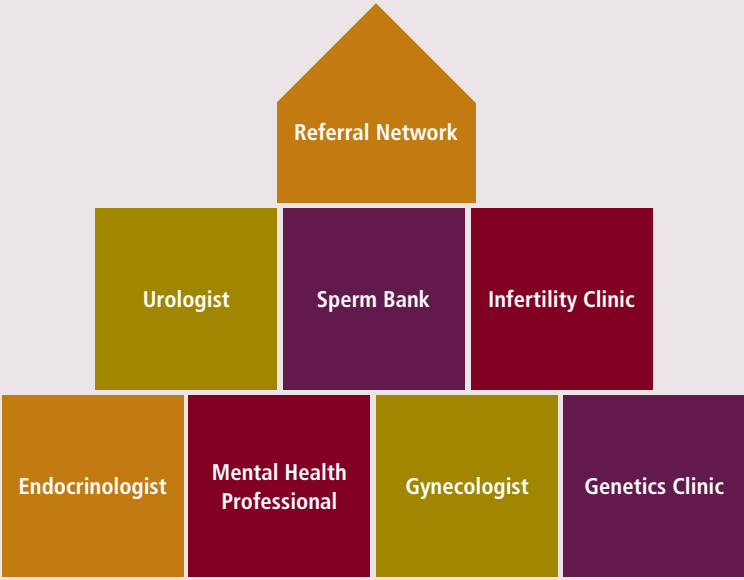 Referral Network
Urologist
Sperm Bank
Infertility Clinic
Endocrinologist
Mental Health
Professional
Gynecologist
Genetics Clinic